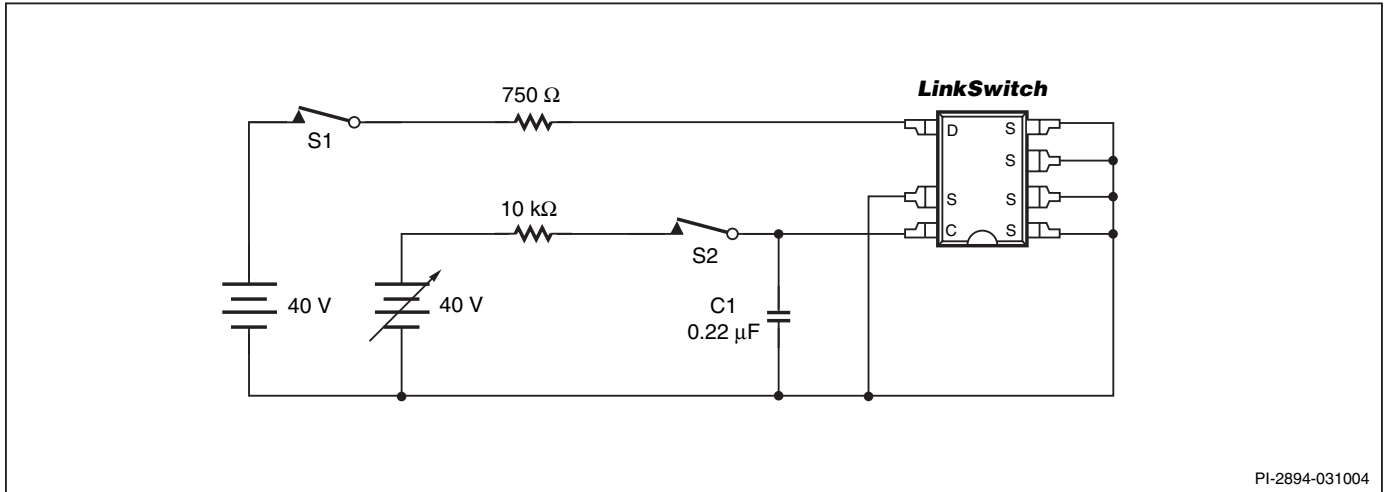 LinkSwitch
750 Ω
S1
D S
S
S S
C S
10 kΩ
S2
40 V
40 V
C1
0.22 μF
PI-2894-031004